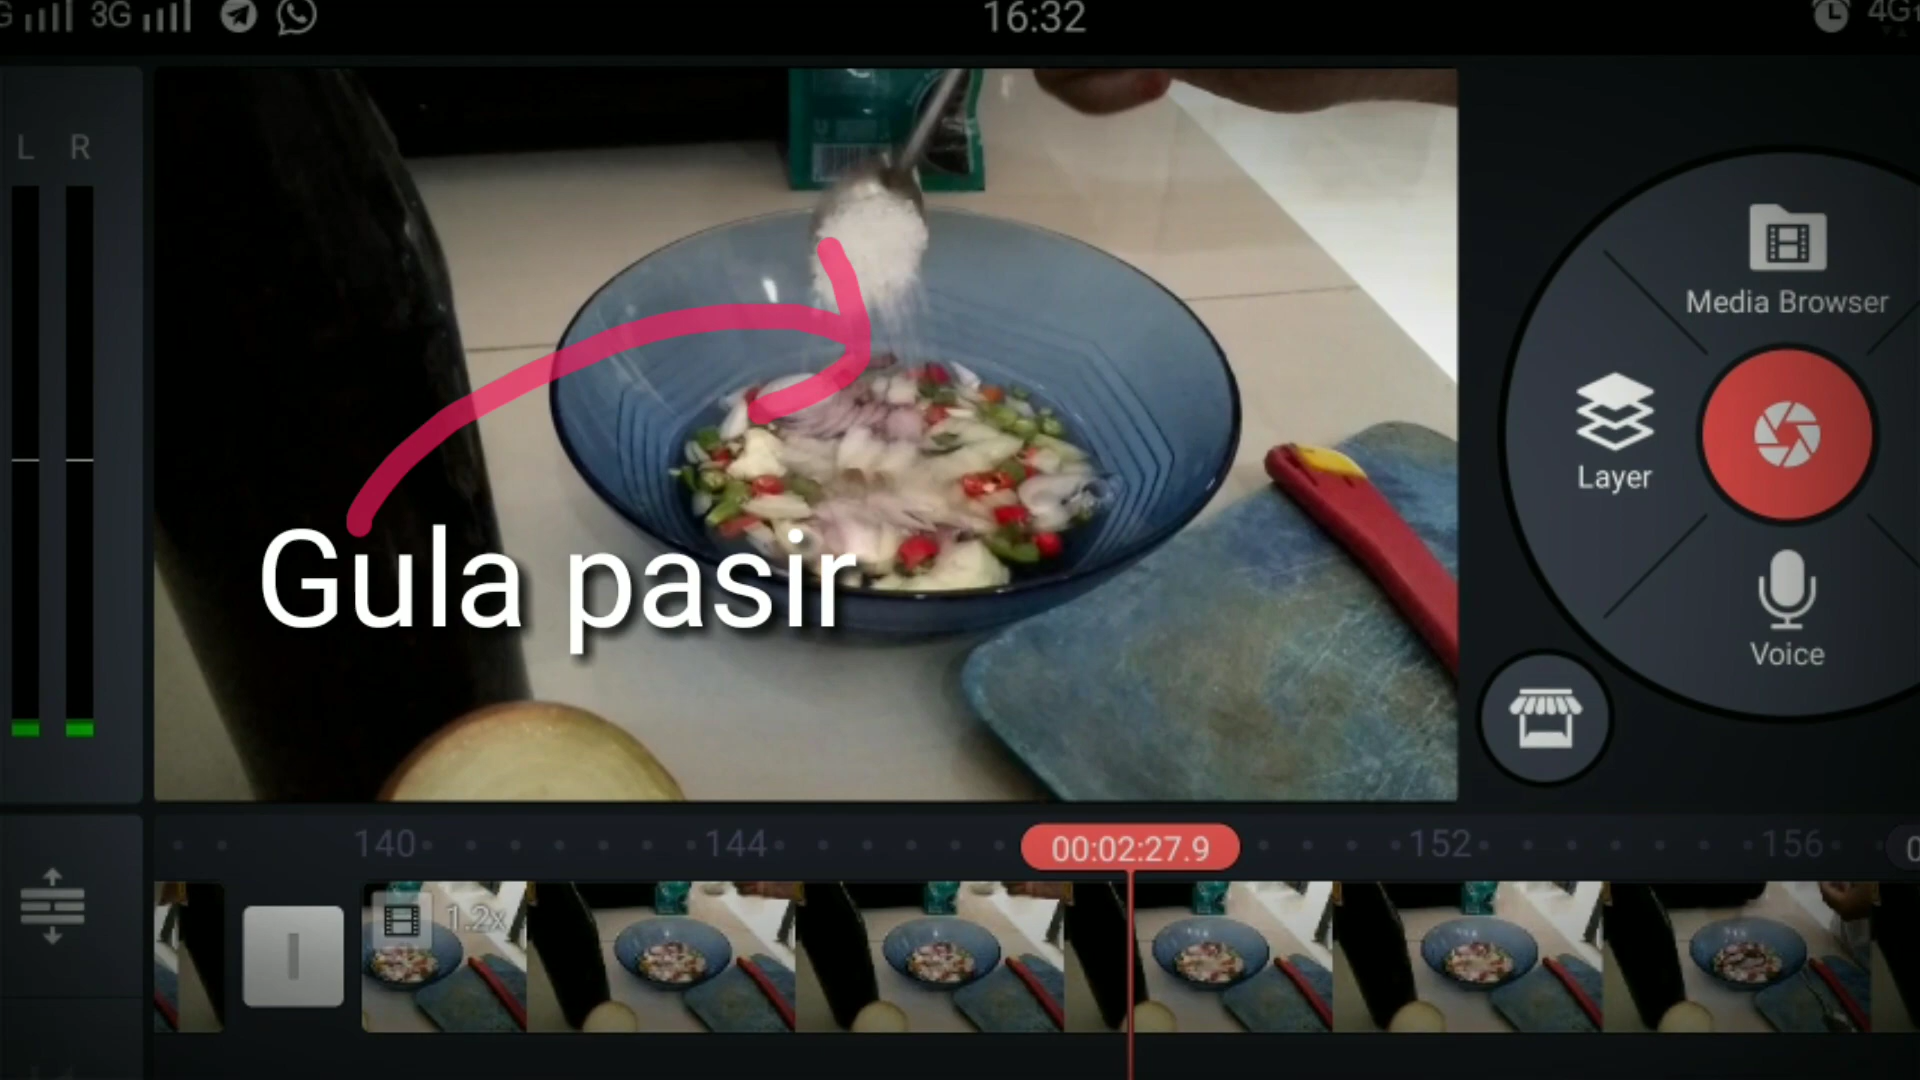 3G
16:32
4G
L R
Media Browser
Layer
Voice
Gula pasir
140
144
00:02:27.9
152
156
1.2x